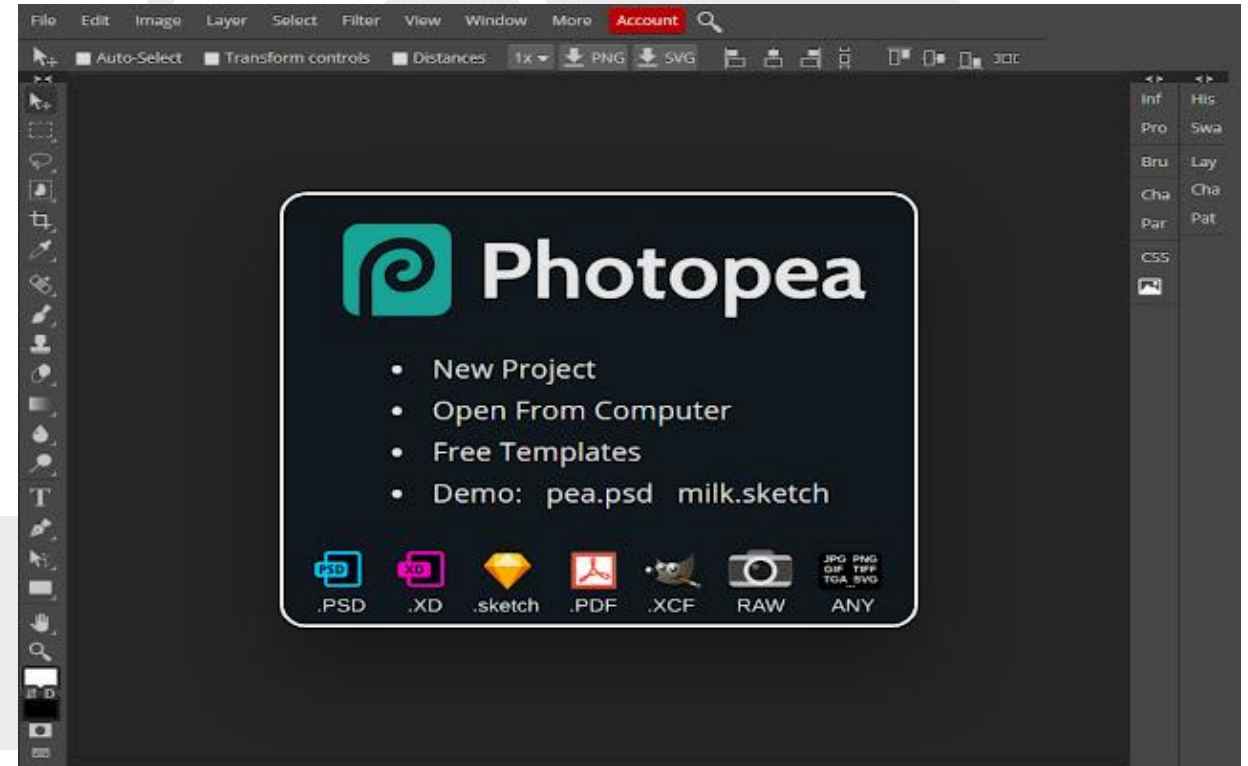 File Edit Image Layer Select Filter View Window More Account
Auto-Select Transform controls Distances 1x PNG SVG
Inf His
Pro Swa
Bru Lay
Cha Cha
Par Pat
CSS
Photopea
• New Project
• Open From Computer
• Free Templates
• Demo: pea.psd milk.sketch
PSD XD
JPG PNG
GIF TIFF
TGA SVG
.PSD .XD .sketch .PDF .XCF RAW ANY
T
D